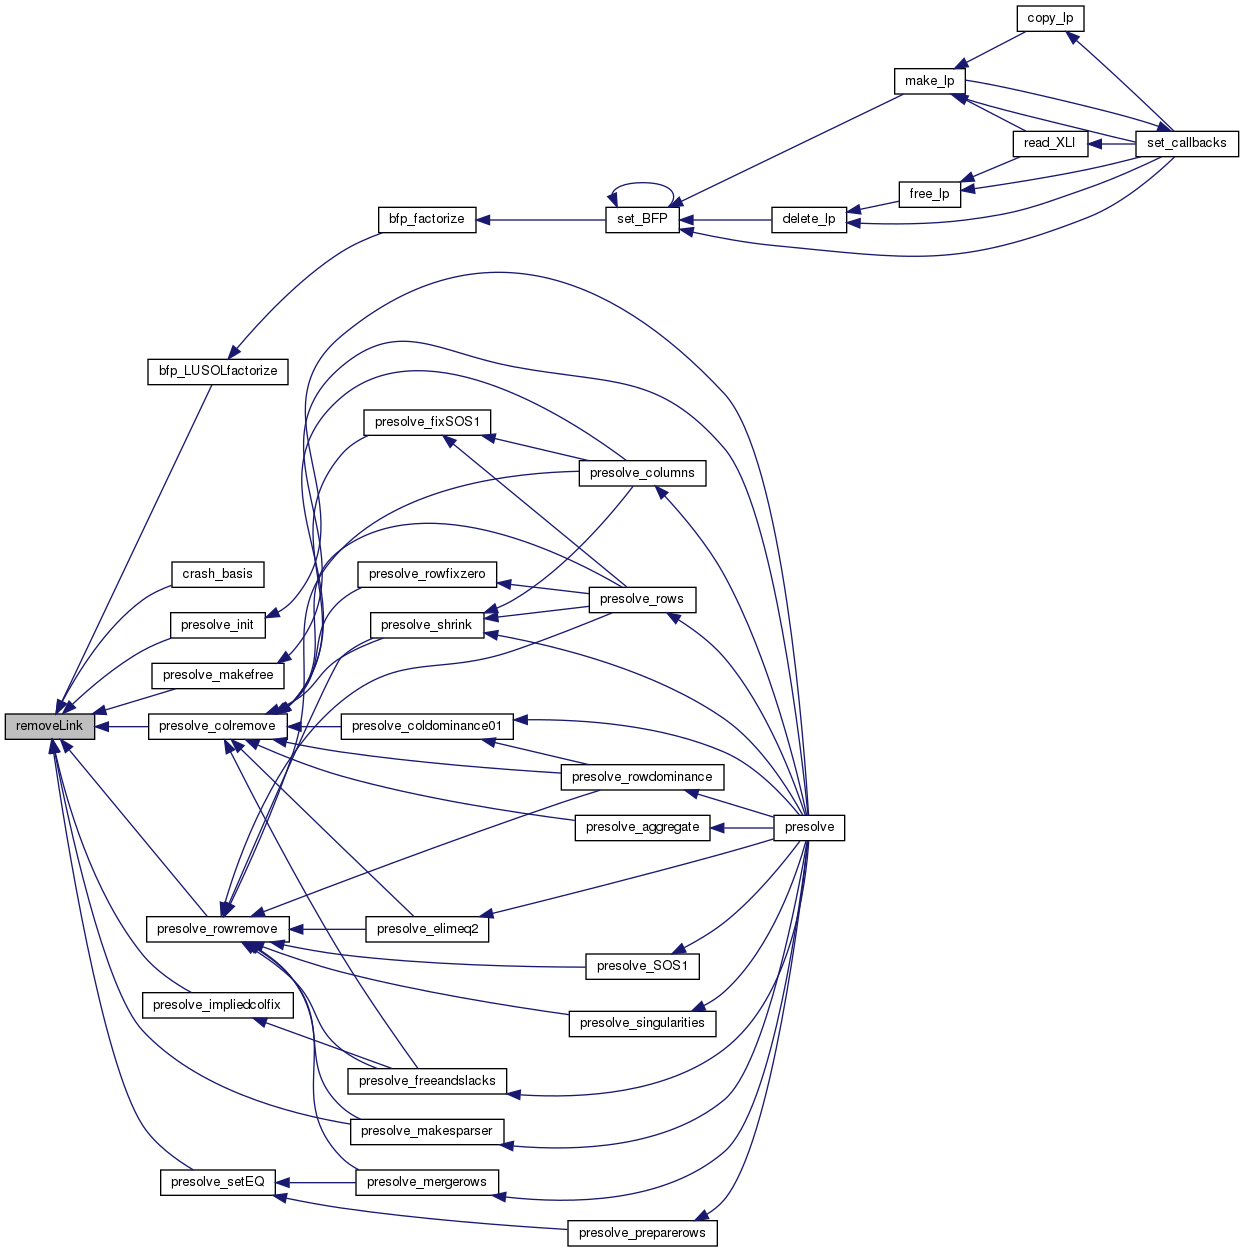 copy_lp
make_lp
set_callbacks
read_XLI
free_lp
bfp_factorize
set_BFP
delete_lp
bfp_LUSOLfactorize
presolve_fixSOS1
presolve_columns
crash_basis
presolve_rowfixzero
presolve_rows
presolve_init
presolve_shrink
presolve_makefree
removeLink
presolve_colremove
presolve_coldominance01
presolve_rowdominance
presolve_aggregate
presolve
presolve_rowremove
presolve_elimeq2
presolve_SOS1
presolve_impliedcolfix
presolve_singularities
presolve_freeandslacks
presolve_makesparser
presolve_setEQ
presolve_mergerows
presolve_preparerows